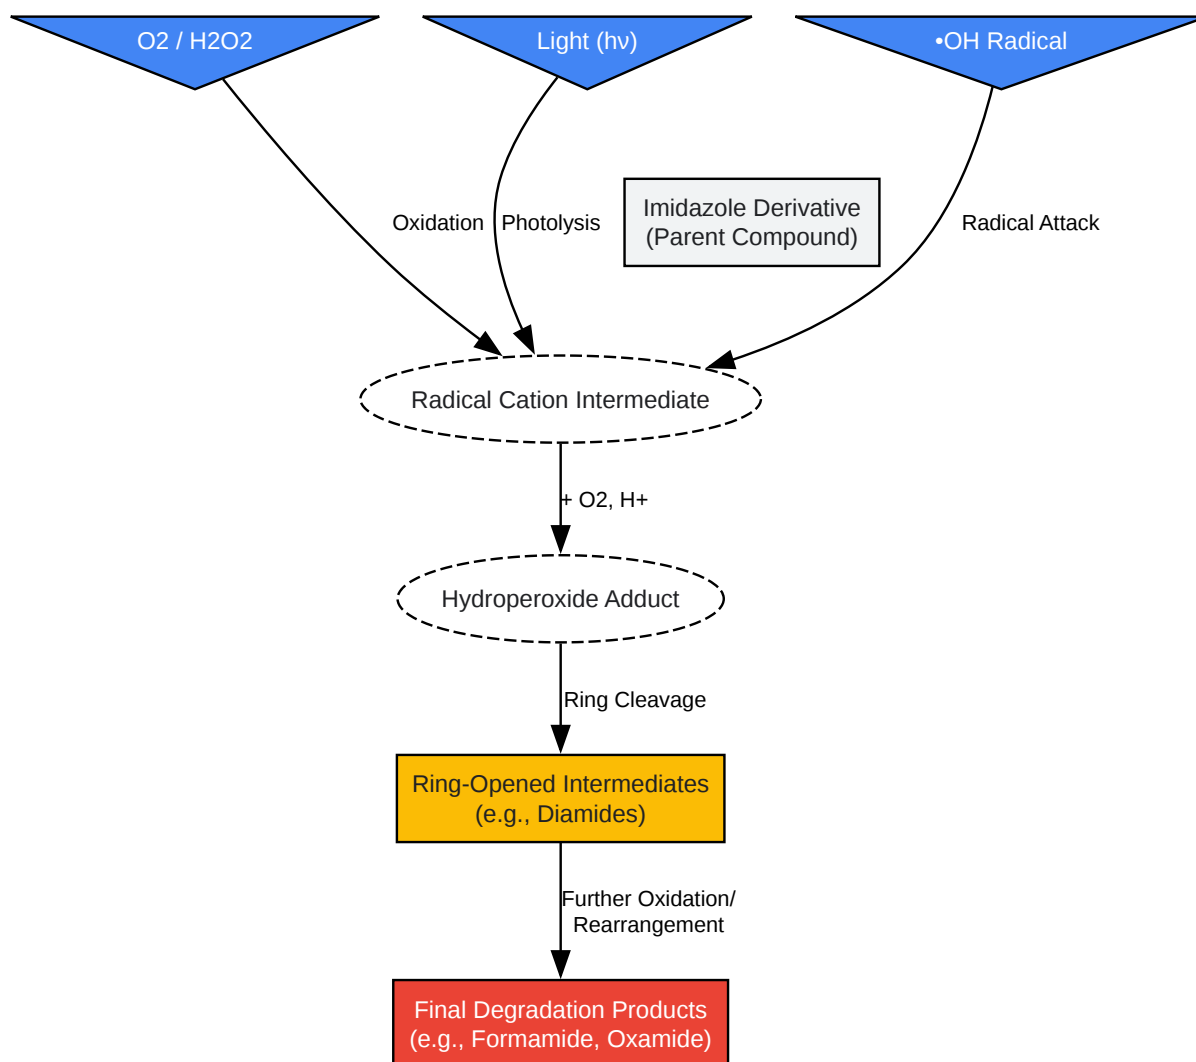 O2 / H2O2
Light (hν)
•OH Radical
Oxidation
Photolysis
Imidazole Derivative
(Parent Compound)
Radical Attack
Radical Cation Intermediate
+ O2, H+
Hydroperoxide Adduct
Ring Cleavage
Ring-Opened Intermediates
(e.g., Diamides)
Further Oxidation/
Rearrangement
Final Degradation Products
(e.g., Formamide, Oxamide)